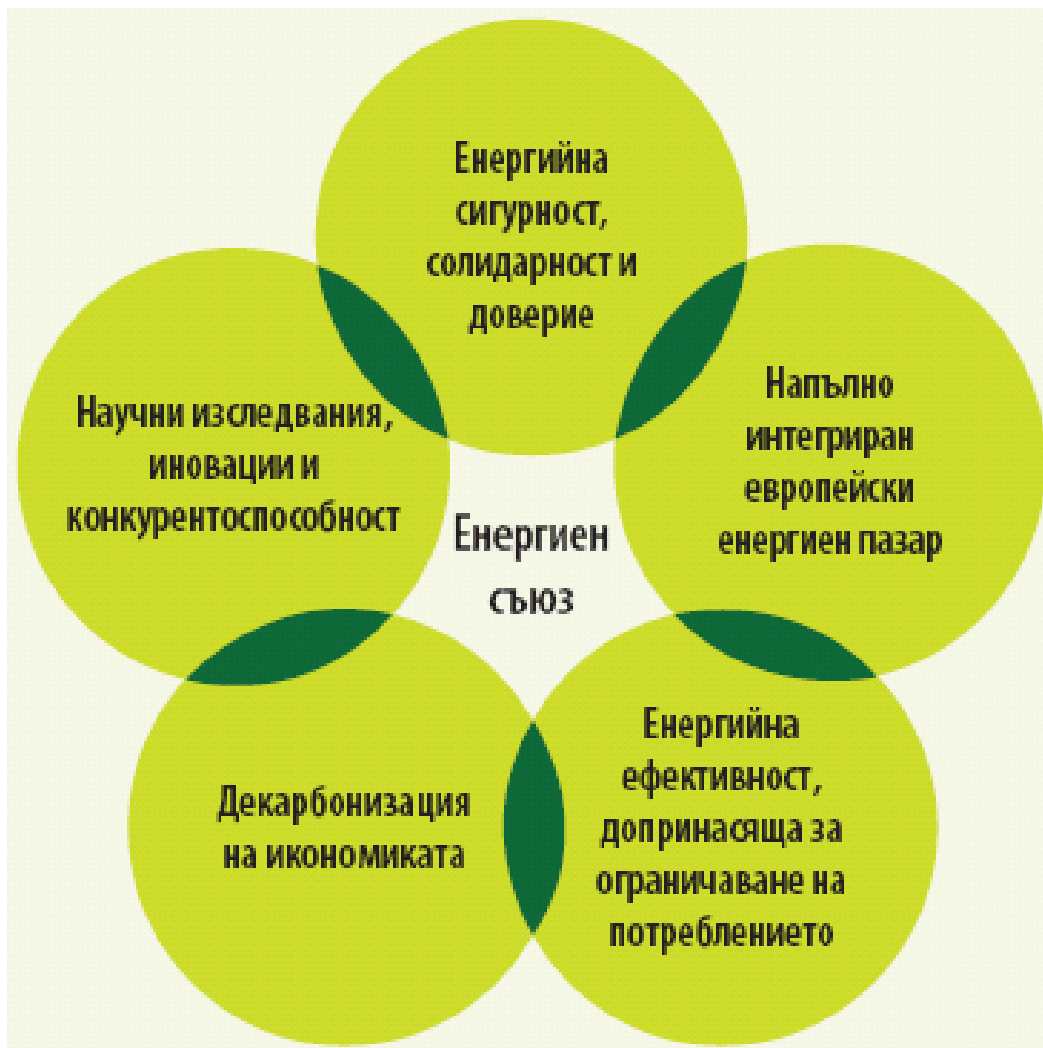 Енергийна
сигурност,
солидарност и
доверие
Напълно
интегриран
европейски
енергиен пазар
Научни изследвания,
иновации и
конкурентоспособност
Енергиен
съюз
Енергийна
ефективност,
допринасяща за
ограничаване на
потреблението
Декарбонизация
на икономиката